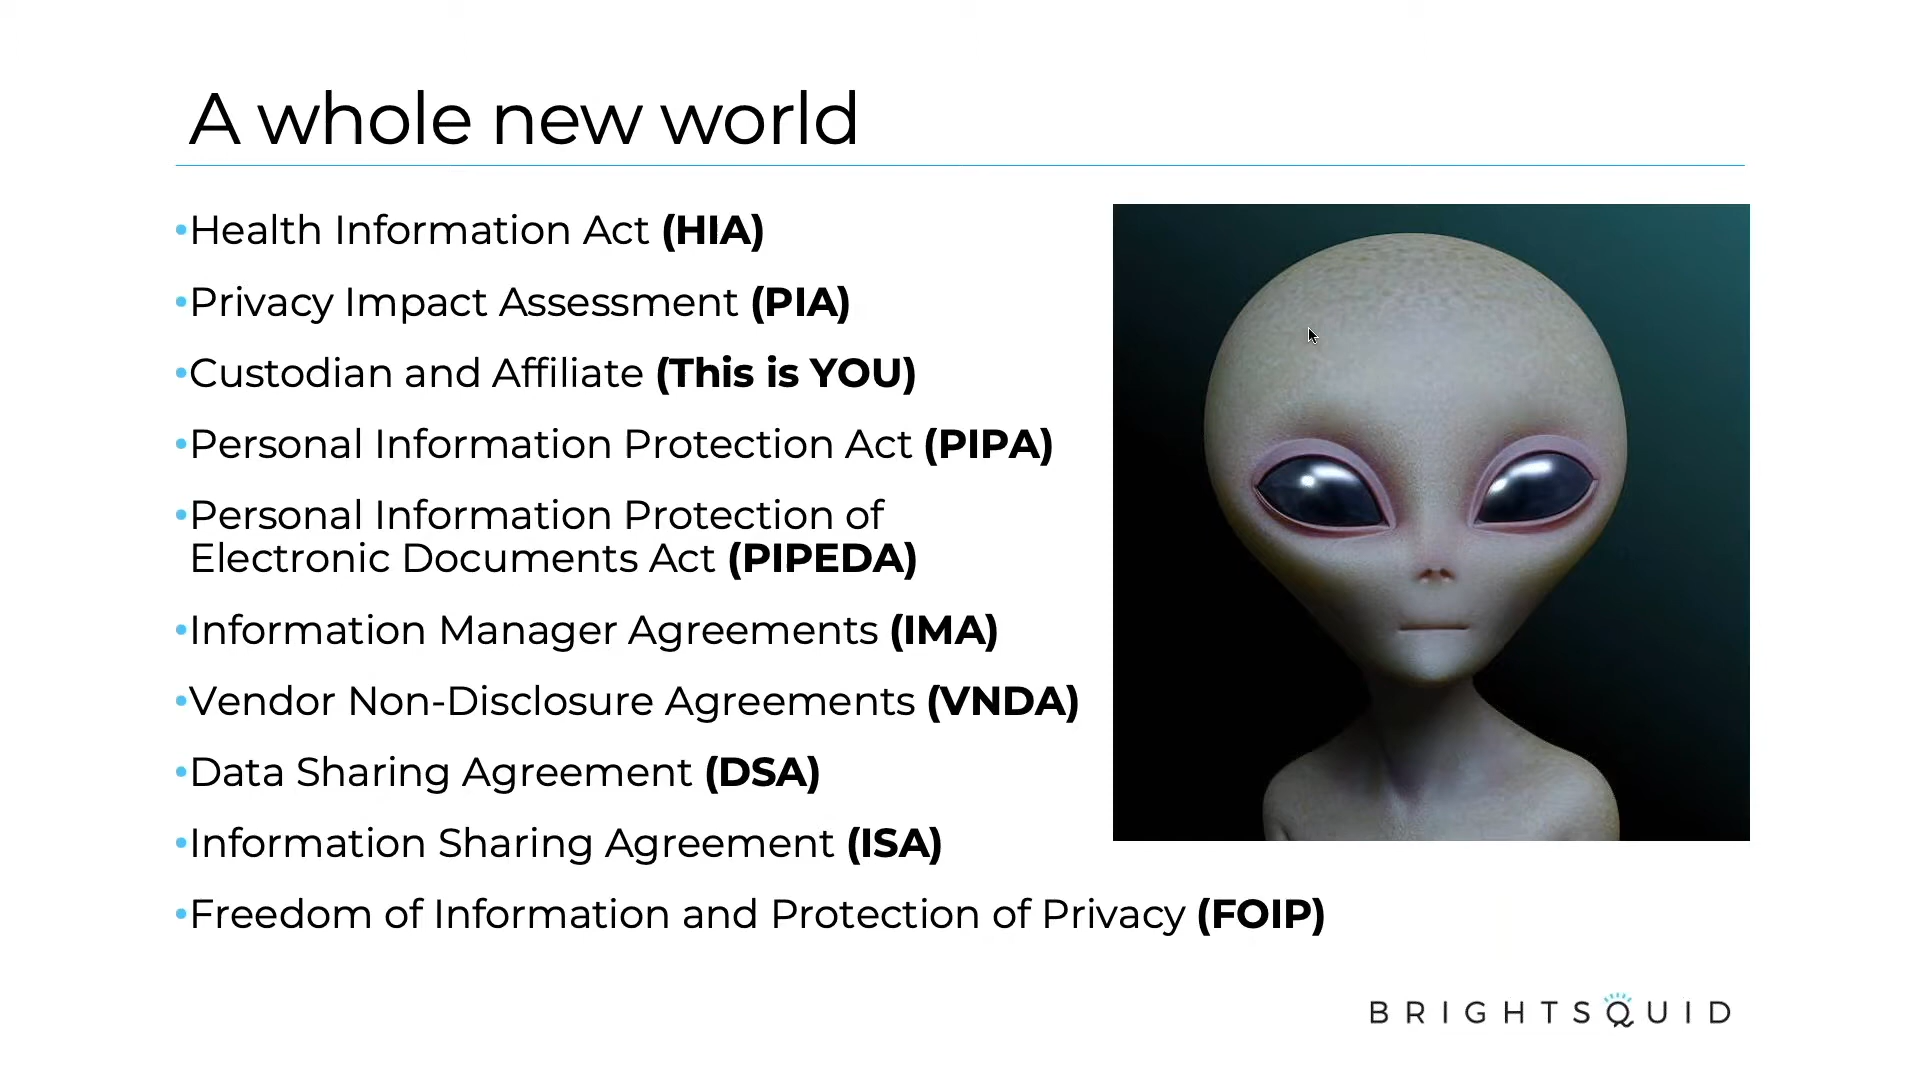 A whole new world
•Health Information Act (HIA)
•Privacy Impact Assessment (PIA)
•Custodian and Affiliate (This is YOU)
•Personal Information Protection Act (PIPA)
•Personal Information Protection of
Electronic Documents Act (PIPEDA)
•Information Manager Agreements (IMA)
•Vendor Non-Disclosure Agreements (VNDA)
•Data Sharing Agreement (DSA)
•Information Sharing Agreement (ISA)
•Freedom of Information and Protection of Privacy (FOIP)
BRIGHTSQUID